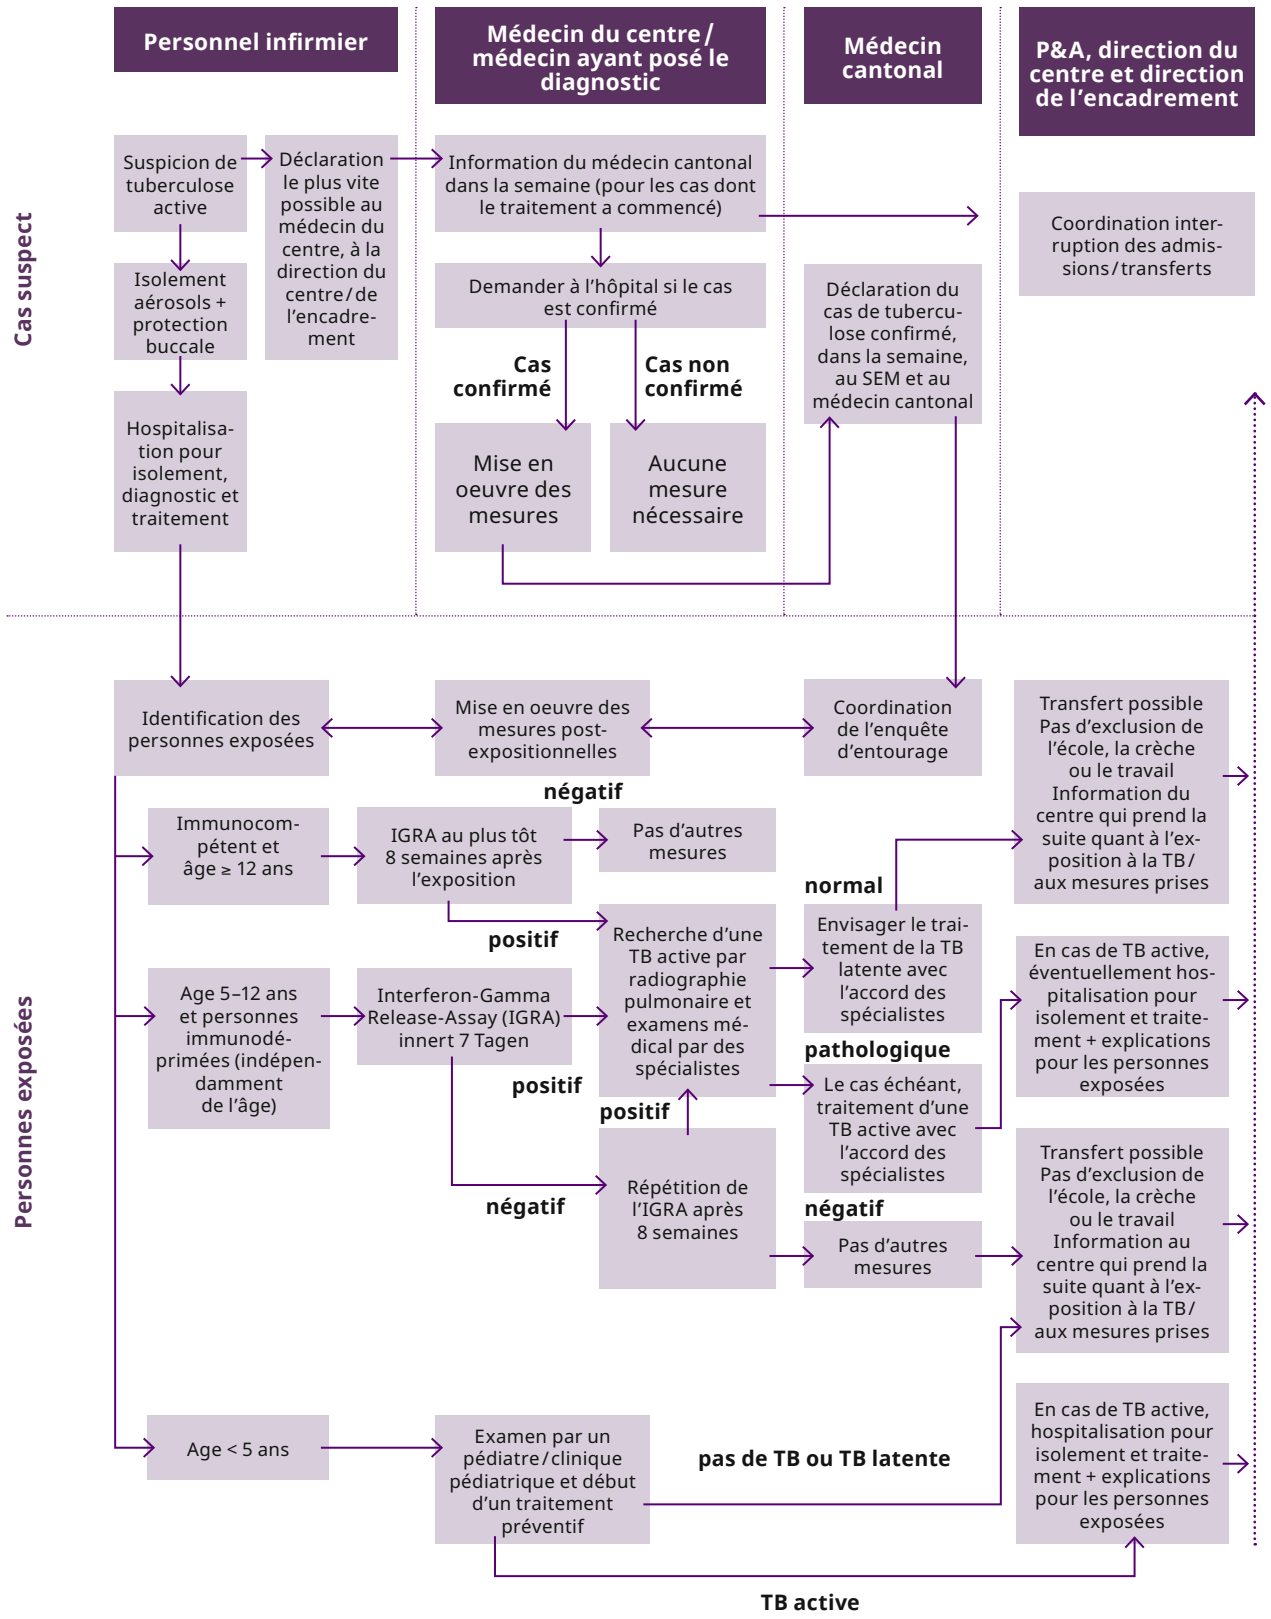 Personnel infirmier
Médecin du centre/
médecin ayant posé le
diagnostic
Médecin
cantonal
P&A, direction du
centre et direction
de l'encadrement
Cas suspect
Suspicion de
tuberculose
active
Déclaration
le plus vite
possible au
médecin du
centre, à la
direction du
centre/de
l'encadre-
ment
Information du médecin cantonal
dans la semaine (pour les cas dont
le traitement a commencé)
Coordination inter-
ruption des admis-
sions/transferts
Isolement
aérosols +
protection
buccale
Demander à l'hôpital si le cas
est confirmé
Déclaration du
cas de tubercu-
lose confirmé,
dans la semaine,
au SEM et au
médecin cantonal
Cas
confirmé
Cas non
confirmé
Hospitalisa-
tion pour
isolement,
diagnostic et
traitement
Mise en
oeuvre des
mesures
Aucune
mesure
nécessaire
Personnes exposées
Identification des
personnes exposées
Mise en oeuvre des
mesures post-
expositionnelles
Coordination
de l'enquête
d'entourage
Transfert possible
Pas d'exclusion de
l'école, la crèche
ou le travail
Information du
centre qui prend la
suite quant à l'ex-
position à la TB/
aux mesures prises
négatif
Immunocom-
pétent et
âge ≥ 12 ans
IGRA au plus tôt
8 semaines après
l'exposition
Pas d'autres
mesures
normal
positif
Recherche d'une
TB active par
radiographie
pulmonaire et
examens mé-
dical par des
spécialistes
Envisager le trai-
tement de la TB
latente avec
l'accord des
spécialistes
En cas de TB active,
éventuellement hos-
pitalisation pour
isolement et traite-
ment + explications
pour les personnes
exposées
Age 5–12 ans
et personnes
immunodé-
primées (indépen-
damment
de l'âge)
Interferon-Gamma
Release-Assay (IGRA)
innert 7 Tagen
pathologique
positif
positif
Le cas échéant,
traitement d'une
TB active avec
l'accord des
spécialistes
Répétition de
l'IGRA après
8 semaines
négatif
négatif
Pas d'autres
mesures
Transfert possible
Pas d'exclusion de
l'école, la crèche
ou le travail
Information au
centre qui prend la
suite quant à l'ex-
position à la TB/
aux mesures prises
Age < 5 ans
Examen par un
pédiatre/clinique
pédiatrique et début
d'un traitement
préventif
pas de TB ou TB latente
En cas de TB active,
hospitalisation pour
isolement et traite-
ment + explications
pour les personnes
exposées
TB active